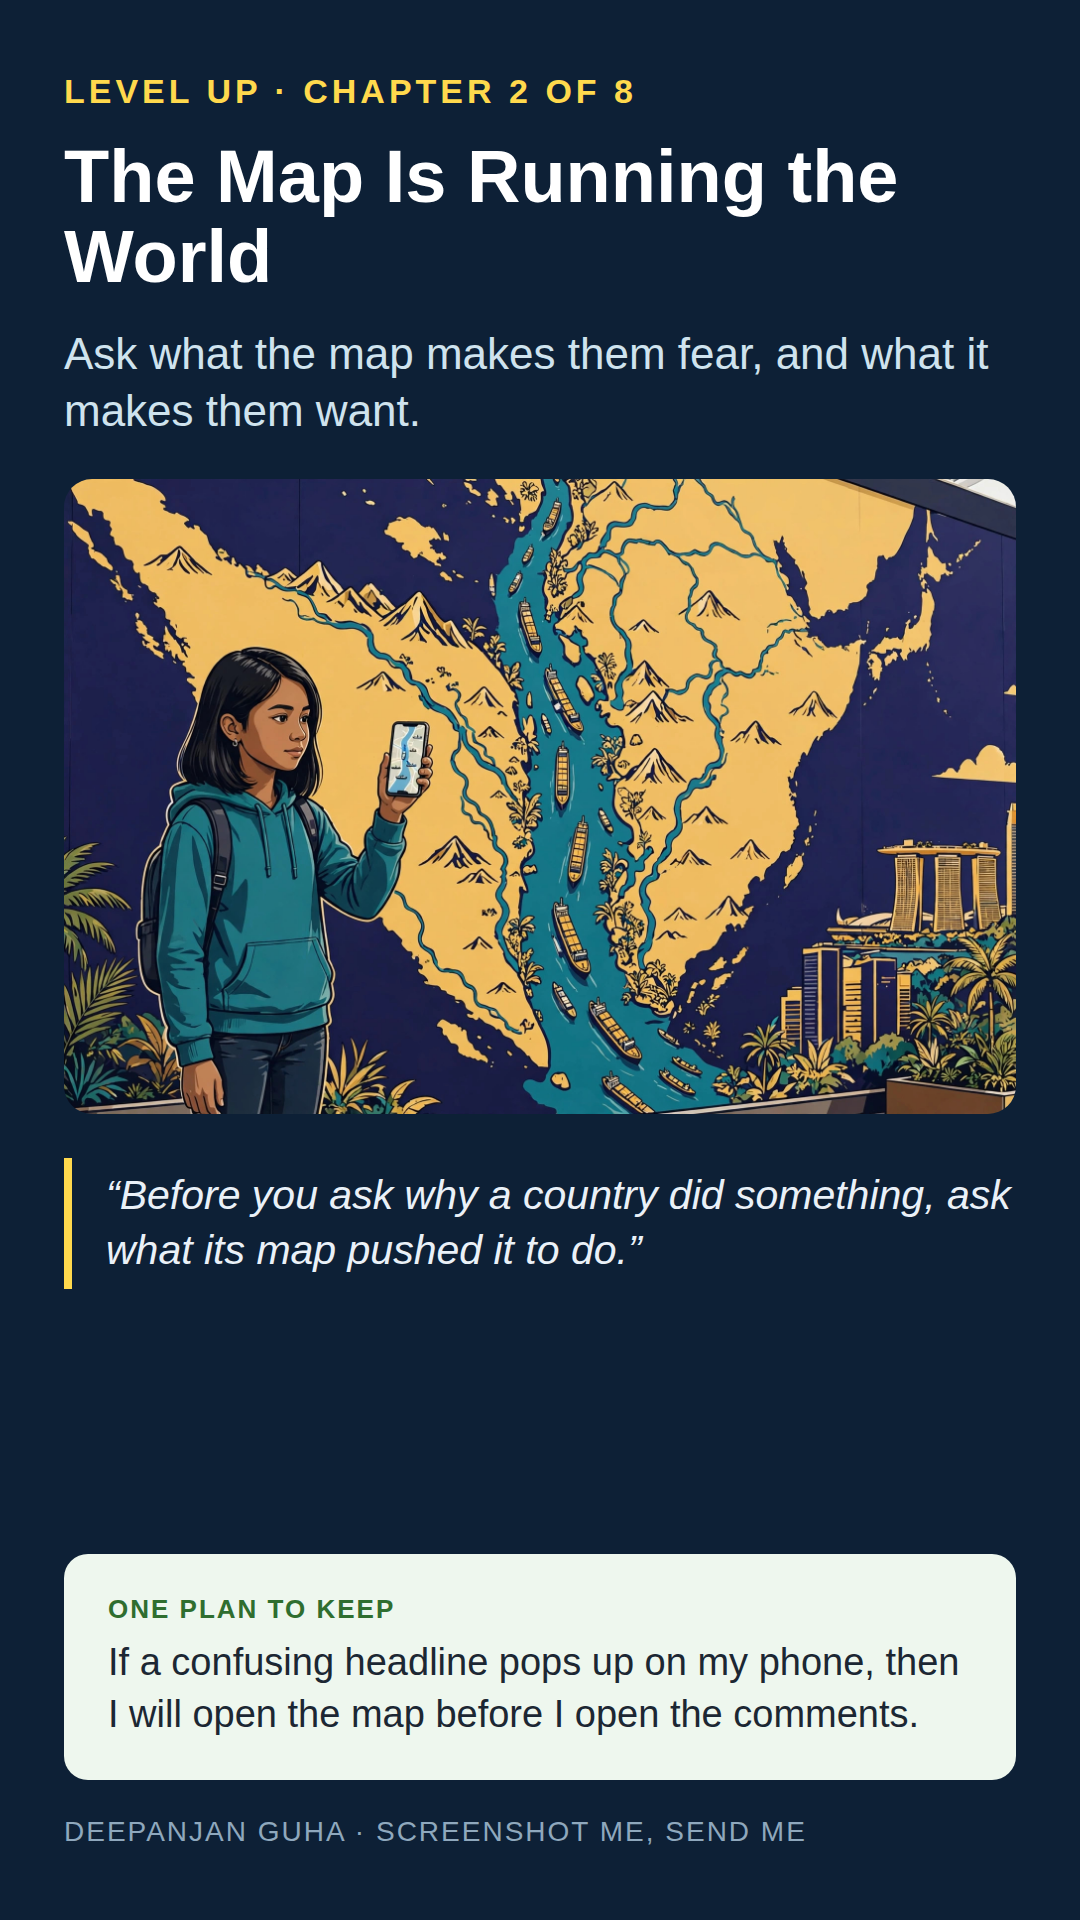 LEVEL UP · CHAPTER 2 OF 8
The Map Is Running the
World
Ask what the map makes them fear, and what it
makes them want.
“Before you ask why a country did something, ask
what its map pushed it to do.”
ONE PLAN TO KEEP
If a confusing headline pops up on my phone, then
I will open the map before I open the comments.
DEEPANJAN GUHA · SCREENSHOT ME, SEND ME